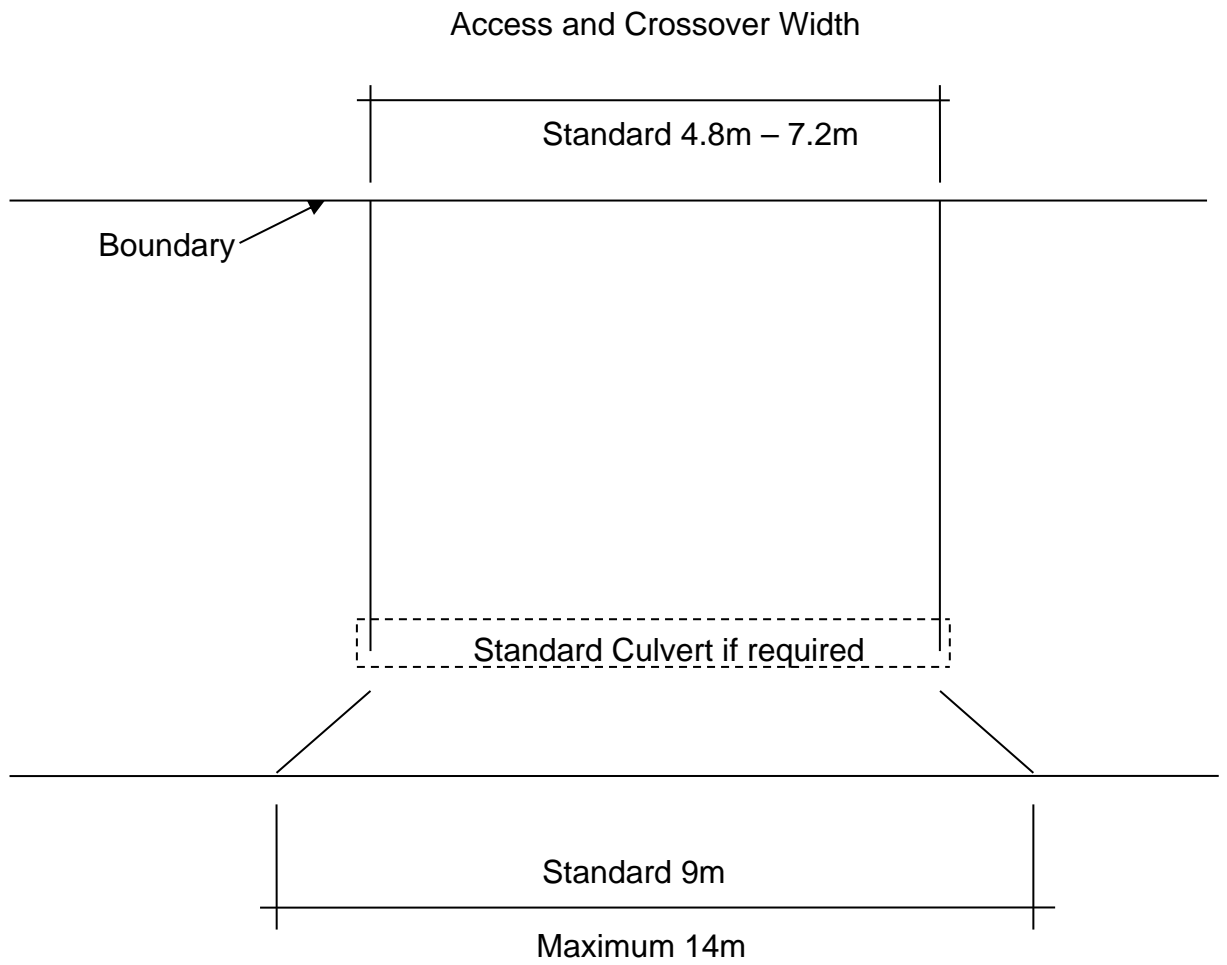 Access and Crossover Width
Standard 4.8m – 7.2m
Boundary
Standard Culvert if required
Standard 9m
Maximum 14m